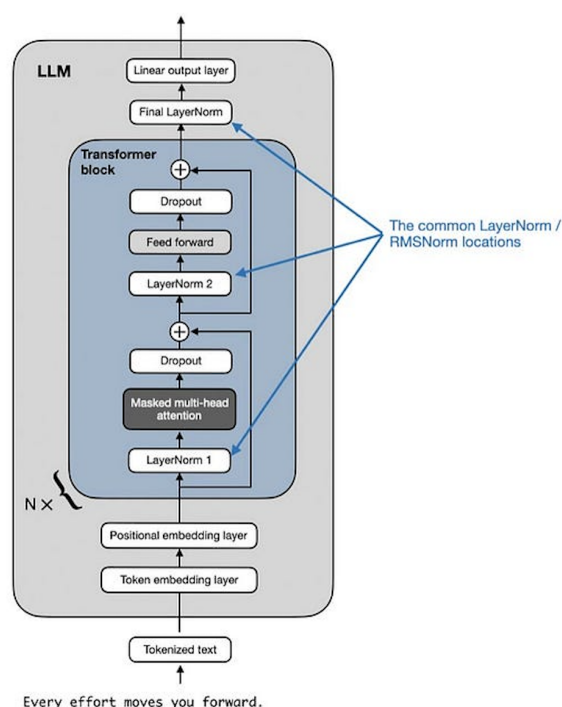 LLM
Linear output layer
Final LayerNorm
Transformer
block
Dropout
Feed forward
LayerNorm 2
The common LayerNorm /
RMSNorm locations
Dropout
Masked multi-head
attention
LayerNorm 1
N ×
Positional embedding layer
Token embedding layer
Tokenized text
Every effort moves you forward.